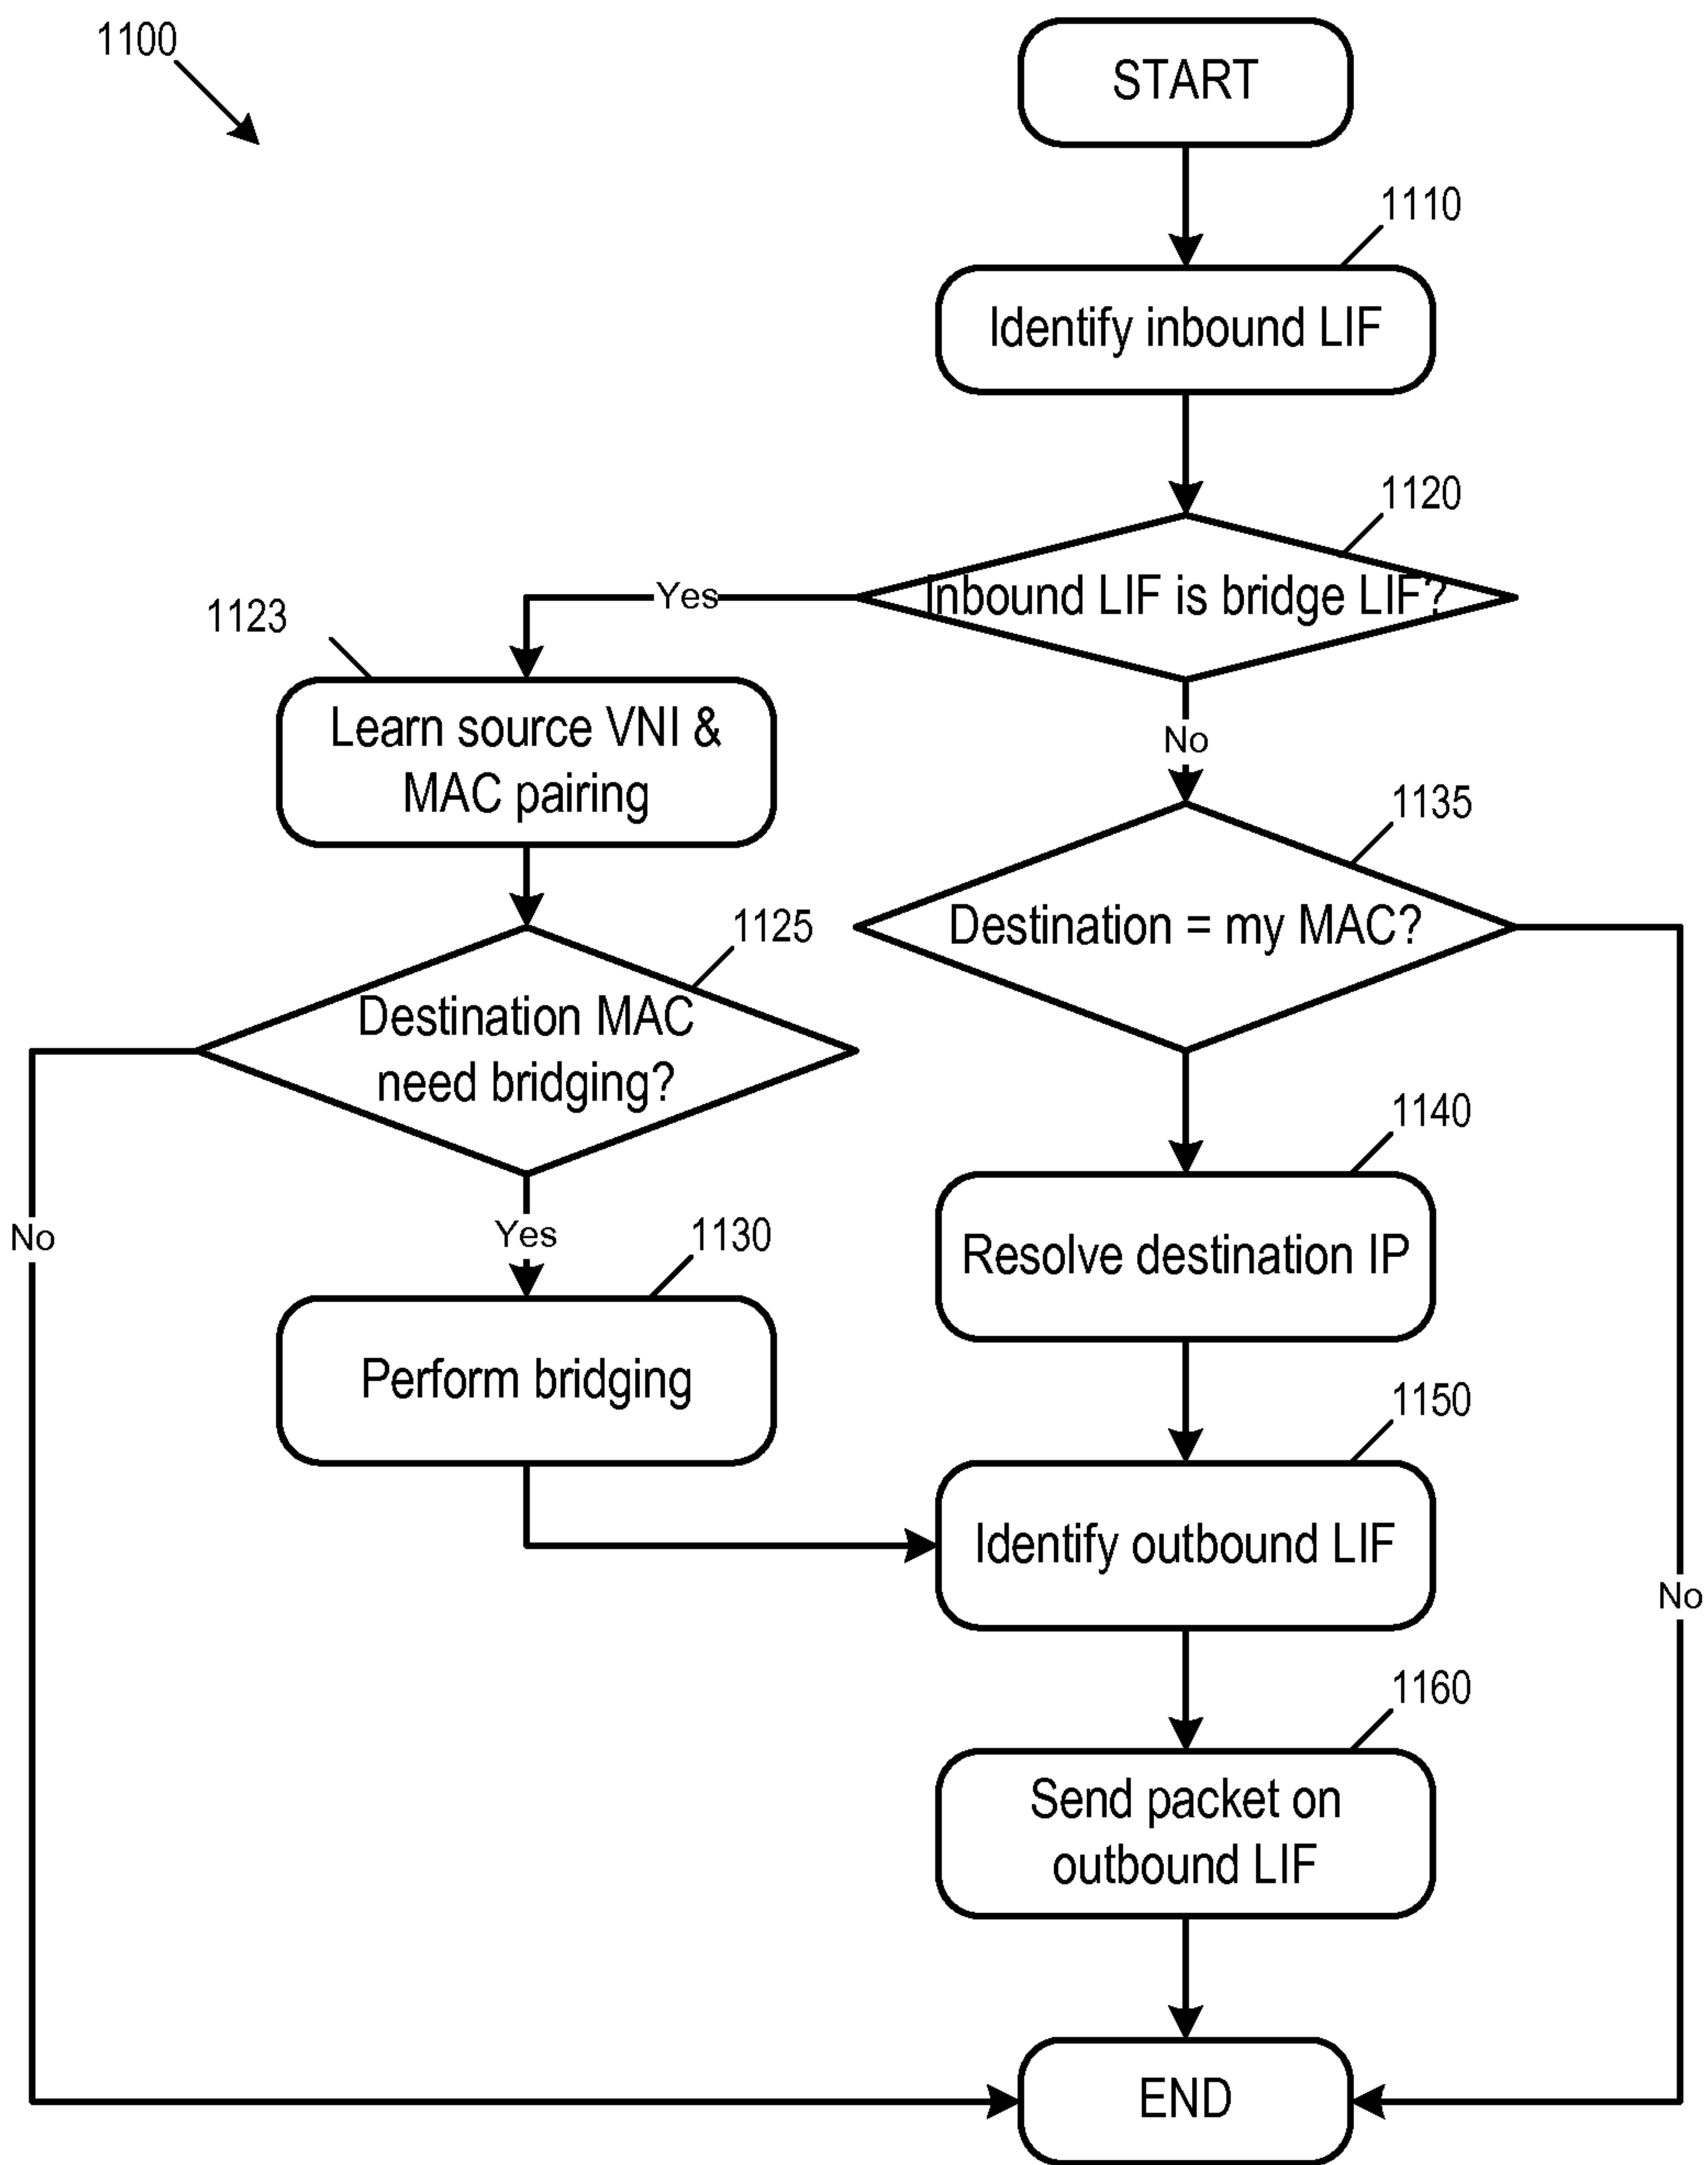 1100
START
1110
Identify inbound LIF
1120
Inbound LIF is bridge LIF?
Yes
1123
Learn source VNI &
MAC pairing
No
1135
Destination = my MAC?
1125
Destination MAC
need bridging?
1140
Resolve destination IP
No
Yes
1130
Perform bridging
1150
Identify outbound LIF
No
1160
Send packet on
outbound LIF
END